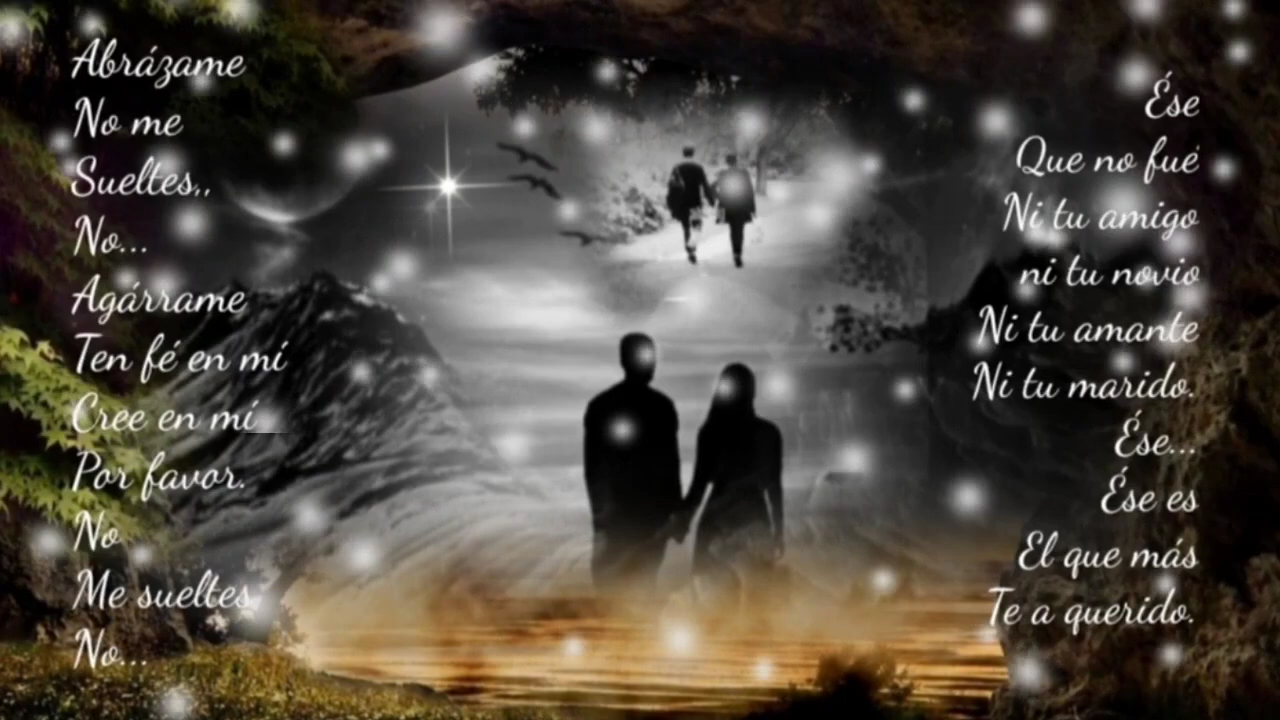 Abrázame
No me
Sueltes,,
No...
Agárrame
Ten fé en mí
Cree en mí
Por favor.
No
Me sueltes
No...
Ése
Que no fué
Ni tu amigo
ni tu novio
Ni tu amante
Ni tu marido.
Ése...
Ése es
El que más
Te a querido.